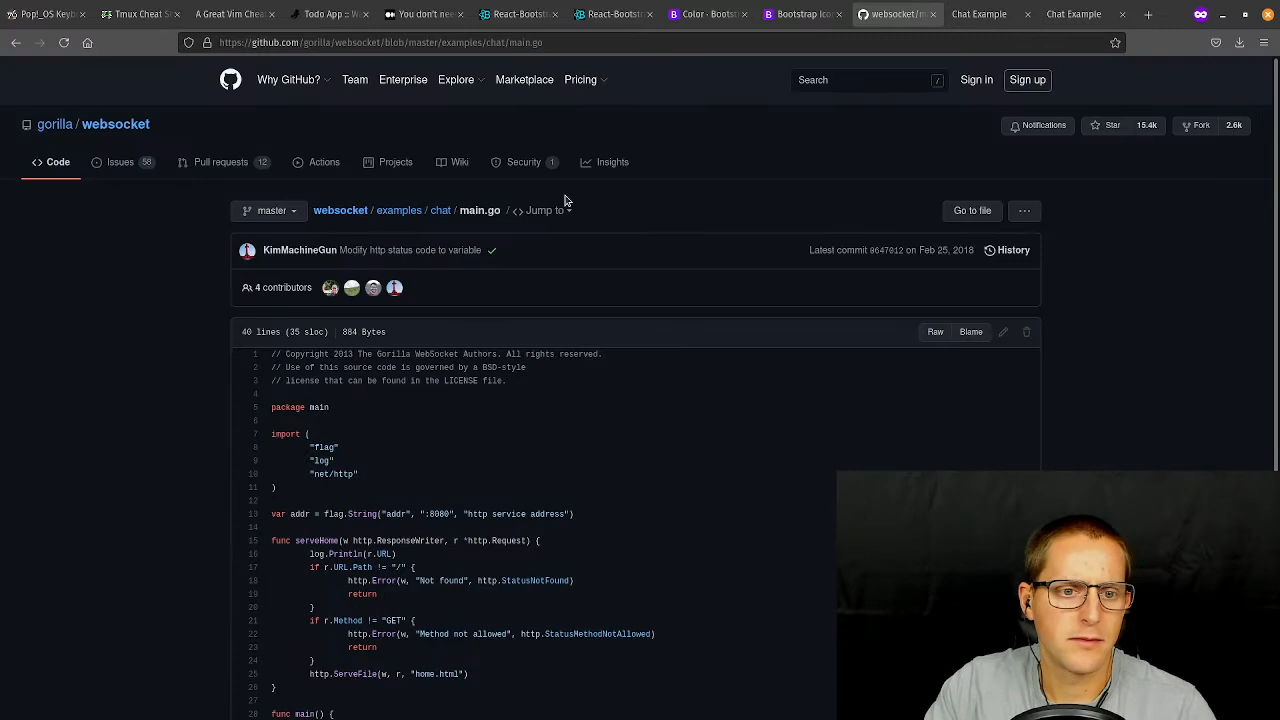 Pop!_OS Keyb
Tmux Cheat S
A Great Vim Cheat
Todo App :: W
You don't nee
React-Bootst
React-Bootstr
Color · Bootst
Bootstrap Ico
websocket/m
Chat Example
Chat Example
https://github.com/gorilla/websocket/blob/master/examples/chat/main.go
Why GitHub?
Team
Enterprise
Explore
Marketplace
Pricing
Search
/
Sign in
Sign up
gorilla / websocket
Notifications
Star 15.4k
Fork 2.6k
<> Code
Issues 58
Pull requests 12
Actions
Projects
Wiki
Security 1
Insights
master
websocket / examples / chat / main.go / <> Jump to
Go to file
...
KimMachineGun Modify http status code to variable
Latest commit 9647012 on Feb 25, 2018
History
4 contributors
40 lines (35 sloc) | 884 Bytes
Raw
Blame
1 // Copyright 2013 The Gorilla WebSocket Authors. All rights reserved.
2 // Use of this source code is governed by a BSD-style
3 // license that can be found in the LICENSE file.
4
5 package main
6
7 import (
8 "flag"
9 "log"
10 "net/http"
11 )
12
13 var addr = flag.String("addr", ":8080", "http service address")
14
15 func serveHome(w http.ResponseWriter, r *http.Request) {
16 log.Println(r.URL)
17 if r.URL.Path != "/" {
18 http.Error(w, "Not found", http.StatusNotFound)
19 return
20 }
21 if r.Method != "GET" {
22 http.Error(w, "Method not allowed", http.StatusMethodNotAllowed)
23 return
24 }
25 http.ServeFile(w, r, "home.html")
26 }
27
28 func main() {